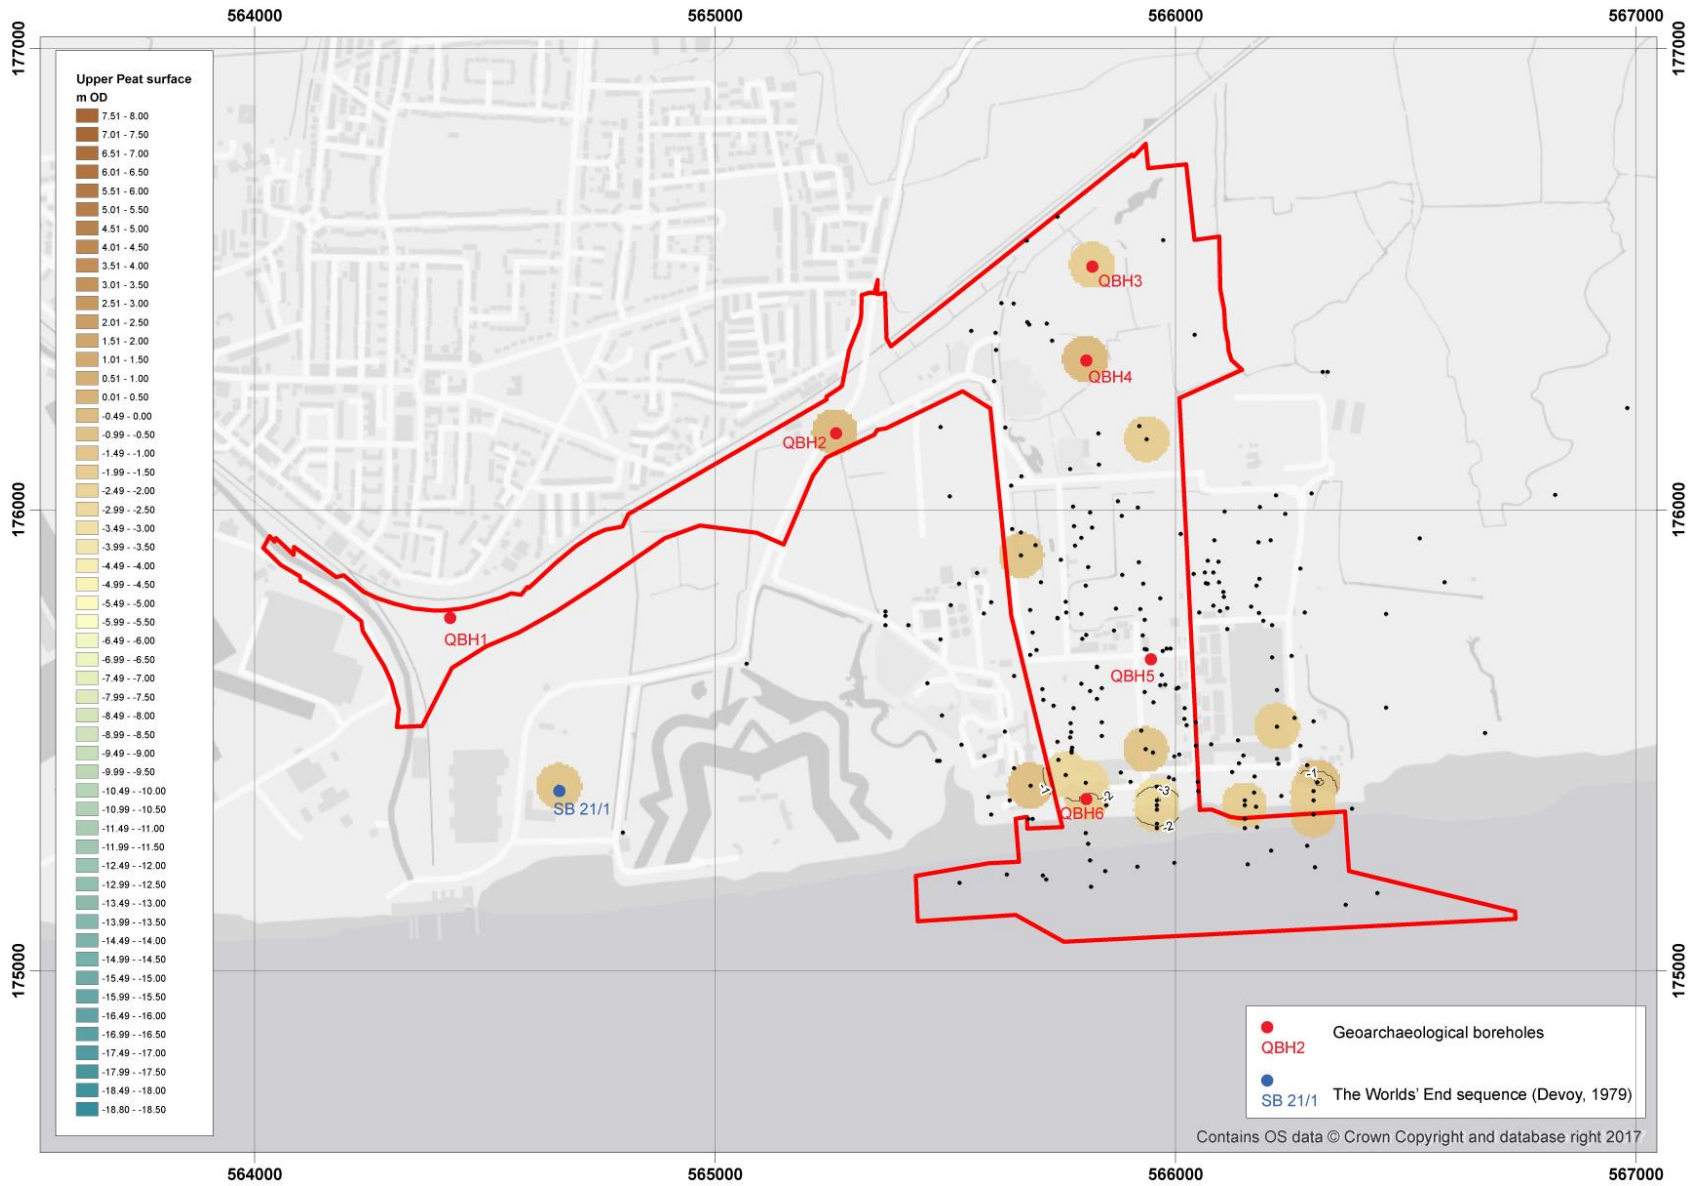 564000
565000
566000
567000
177000
177000
Upper Peat surface
m OD
7.51 - 8.00
7.01 - 7.50
6.51 - 7.00
6.01 - 6.50
5.51 - 6.00
5.01 - 5.50
4.51 - 5.00
4.01 - 4.50
3.51 - 4.00
3.01 - 3.50
2.51 - 3.00
2.01 - 2.50
1.51 - 2.00
1.01 - 1.50
0.51 - 1.00
0.01 - 0.50
-0.49 - 0.00
-0.99 - -0.50
-1.49 - -1.00
-1.99 - -1.50
-2.49 - -2.00
-2.99 - -2.50
-3.49 - -3.00
-3.99 - -3.50
-4.49 - -4.00
-4.99 - -4.50
-5.49 - -5.00
-5.99 - -5.50
-6.49 - -6.00
-6.99 - -6.50
-7.49 - -7.00
-7.99 - -7.50
-8.49 - -8.00
-8.99 - -8.50
-9.49 - -9.00
-9.99 - -9.50
-10.49 - -10.00
-10.99 - -10.50
-11.49 - -11.00
-11.99 - -11.50
-12.49 - -12.00
-12.99 - -12.50
-13.49 - -13.00
-13.99 - -13.50
-14.49 - -14.00
-14.99 - -14.50
-15.49 - -15.00
-15.99 - -15.50
-16.49 - -16.00
-16.99 - -16.50
-17.49 - -17.00
-17.99 - -17.50
-18.49 - -18.00
-18.80 - -18.50
QBH3
QBH4
QBH2
176000
176000
QBH1
QBH5
-1
-1
-2
-3
SB 21/1
QBH6
-2
175000
175000
Geoarchaeological boreholes
QBH2
SB 21/1 The Worlds' End sequence (Devoy, 1979)
Contains OS data © Crown Copyright and database right 2017
564000
565000
566000
567000